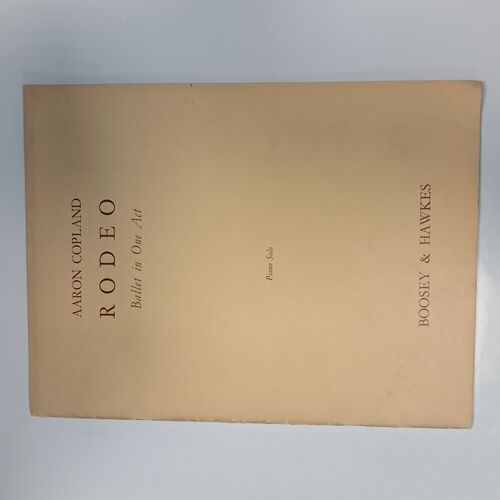 AARON COPLAND
RODEO
Ballet in One Act
Piano Solo
BOOSEY & HAWKES